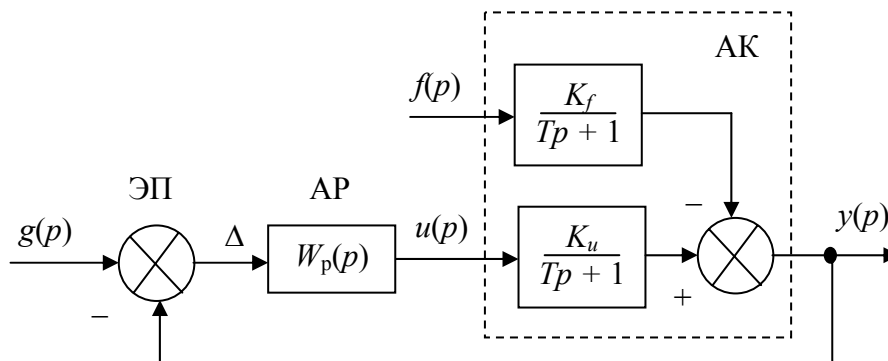 АК
f(p)
K_f
Tp + 1
ЭП
АР
g(p)
Δ
W_р(p)
u(p)
K_u
Tp + 1
−
+
y(p)
−